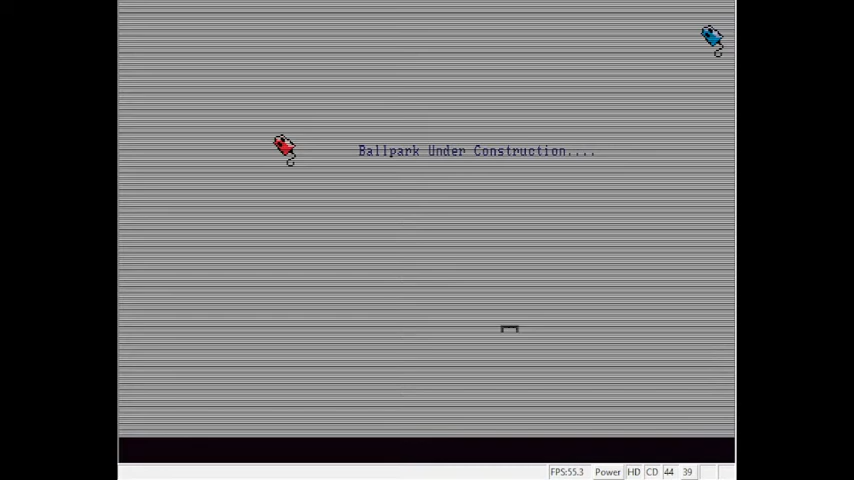 Ballpark Under Construction....
FPS:55.3 Power HD CD 44 39